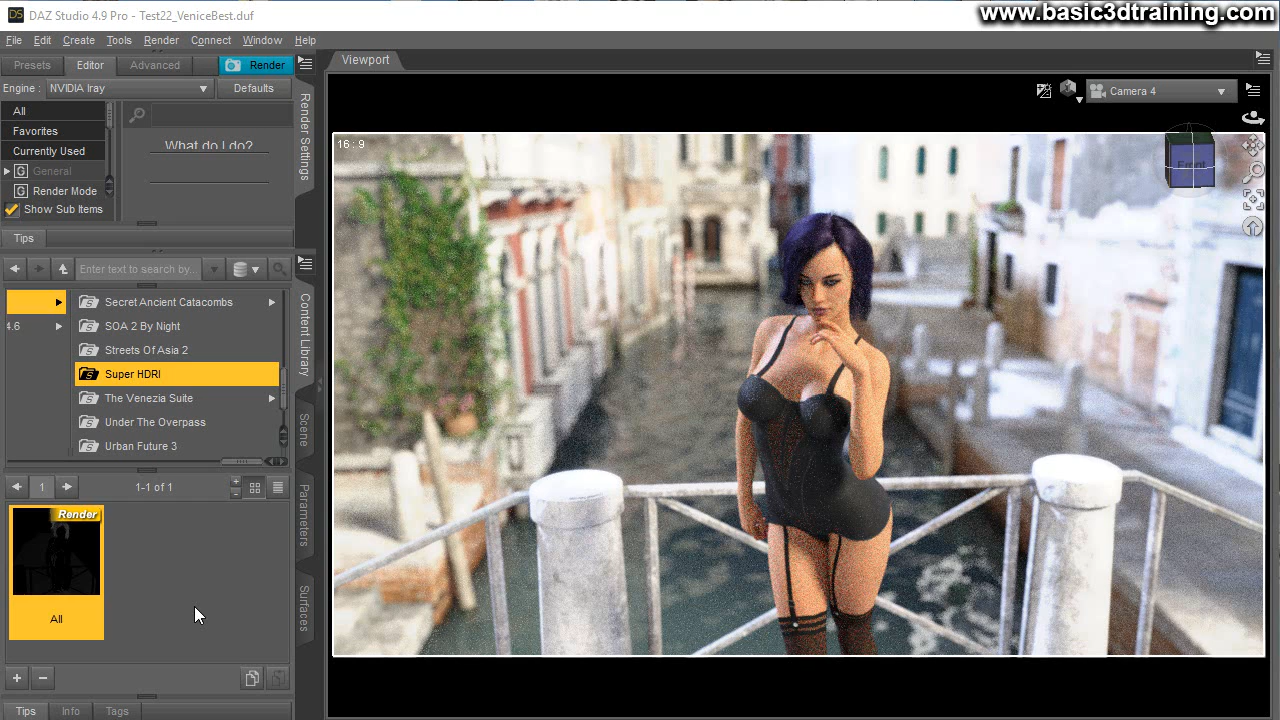 DS DAZ Studio 4.9 Pro - Test22_VeniceBest.duf
www.basic3dtraining.com
File Edit Create Tools Render Connect Window Help
Presets Editor Advanced Render
Viewport
Engine : NVIDIA Iray Defaults
Camera 4
All
Favorites
What do I do?
Currently Used
G General
G Render Mode
Show Sub Items
Render Settings
16 : 9
Front
Tips
Enter text to search by...
Secret Ancient Catacombs
4.6 SOA 2 By Night
Streets Of Asia 2
Super HDRI
The Venezia Suite
Under The Overpass
Urban Future 3
Content Library
Scene
Parameters
Surfaces
1 1-1 of 1
Render
All
Tips Info Tags